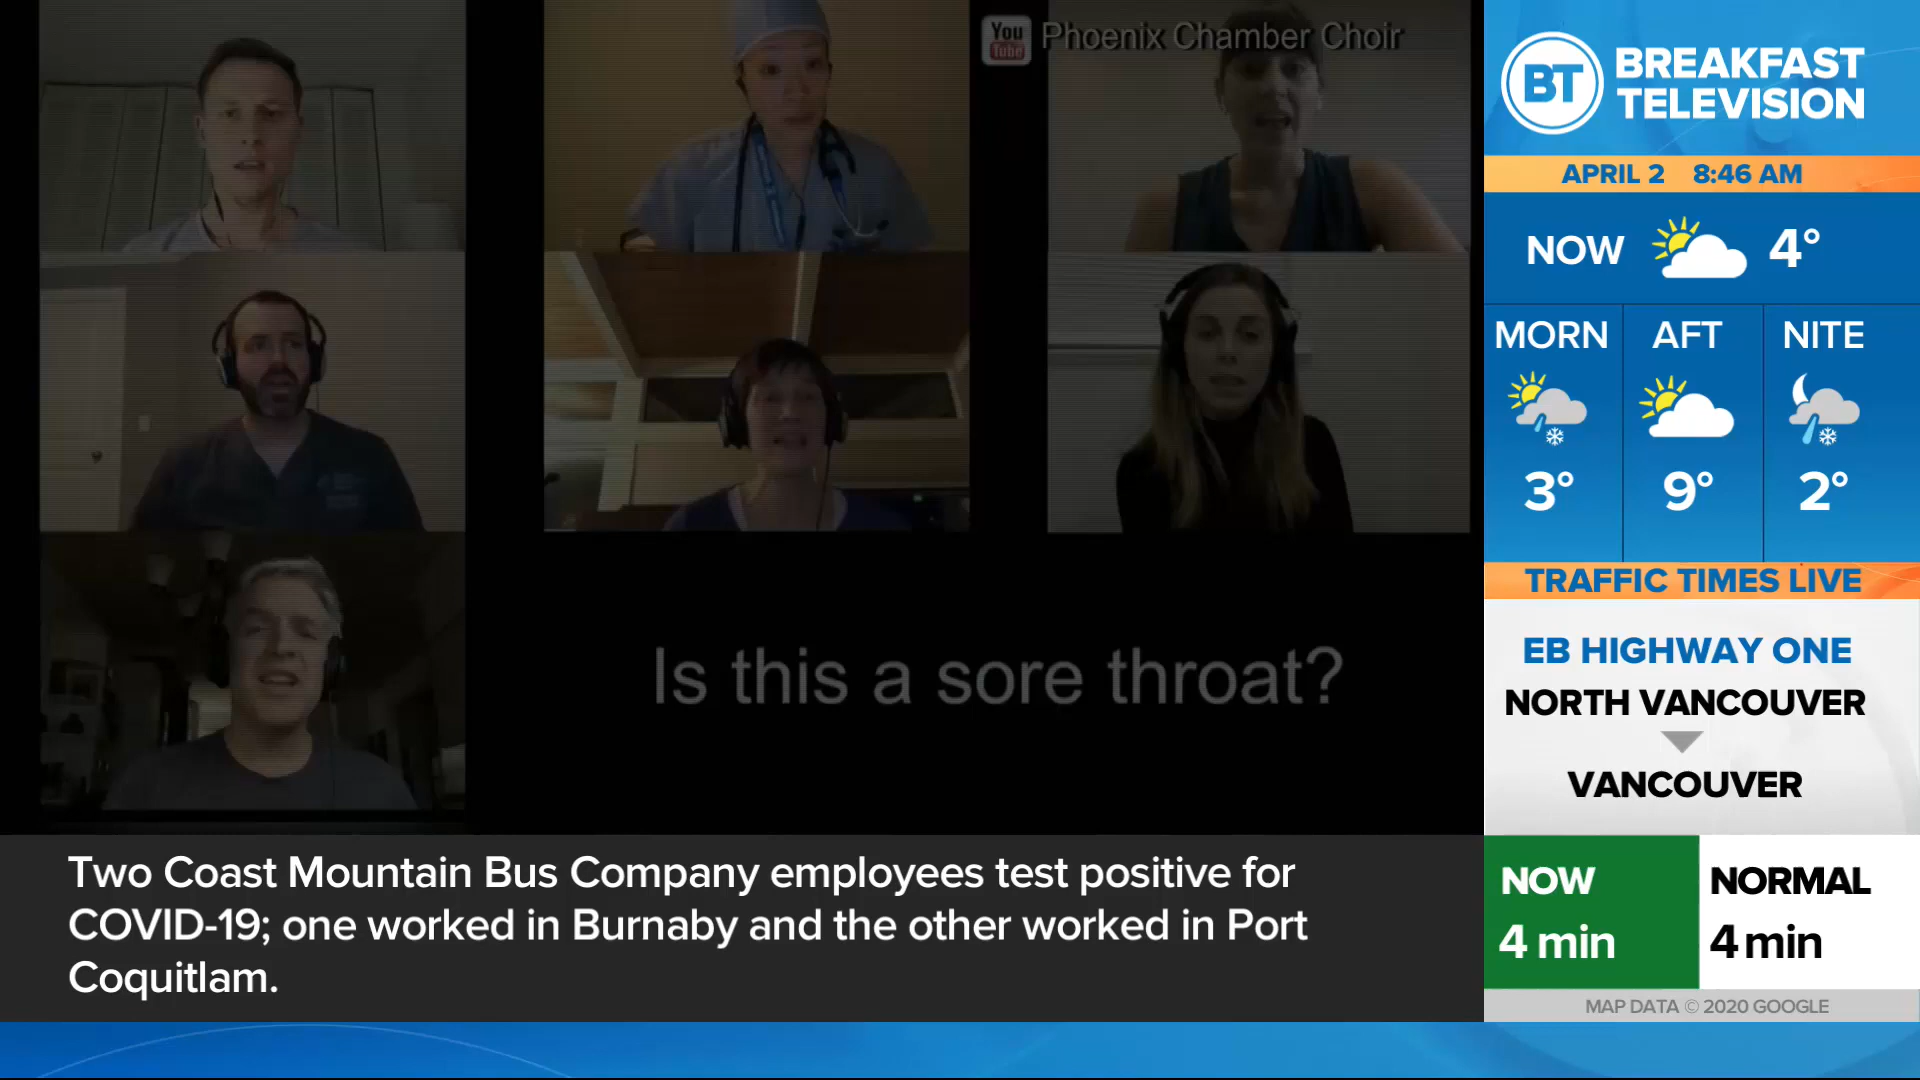 You
Tube
Phoenix Chamber Choir
Is this a sore throat?
Two Coast Mountain Bus Company employees test positive for
COVID-19; one worked in Burnaby and the other worked in Port
Coquitlam.
BT
BREAKFAST
TELEVISION
APRIL 2 8:46 AM
NOW 4°
MORN AFT NITE
3° 9° 2°
TRAFFIC TIMES LIVE
EB HIGHWAY ONE
NORTH VANCOUVER
VANCOUVER
NOW NORMAL
4 min 4 min
MAP DATA © 2020 GOOGLE